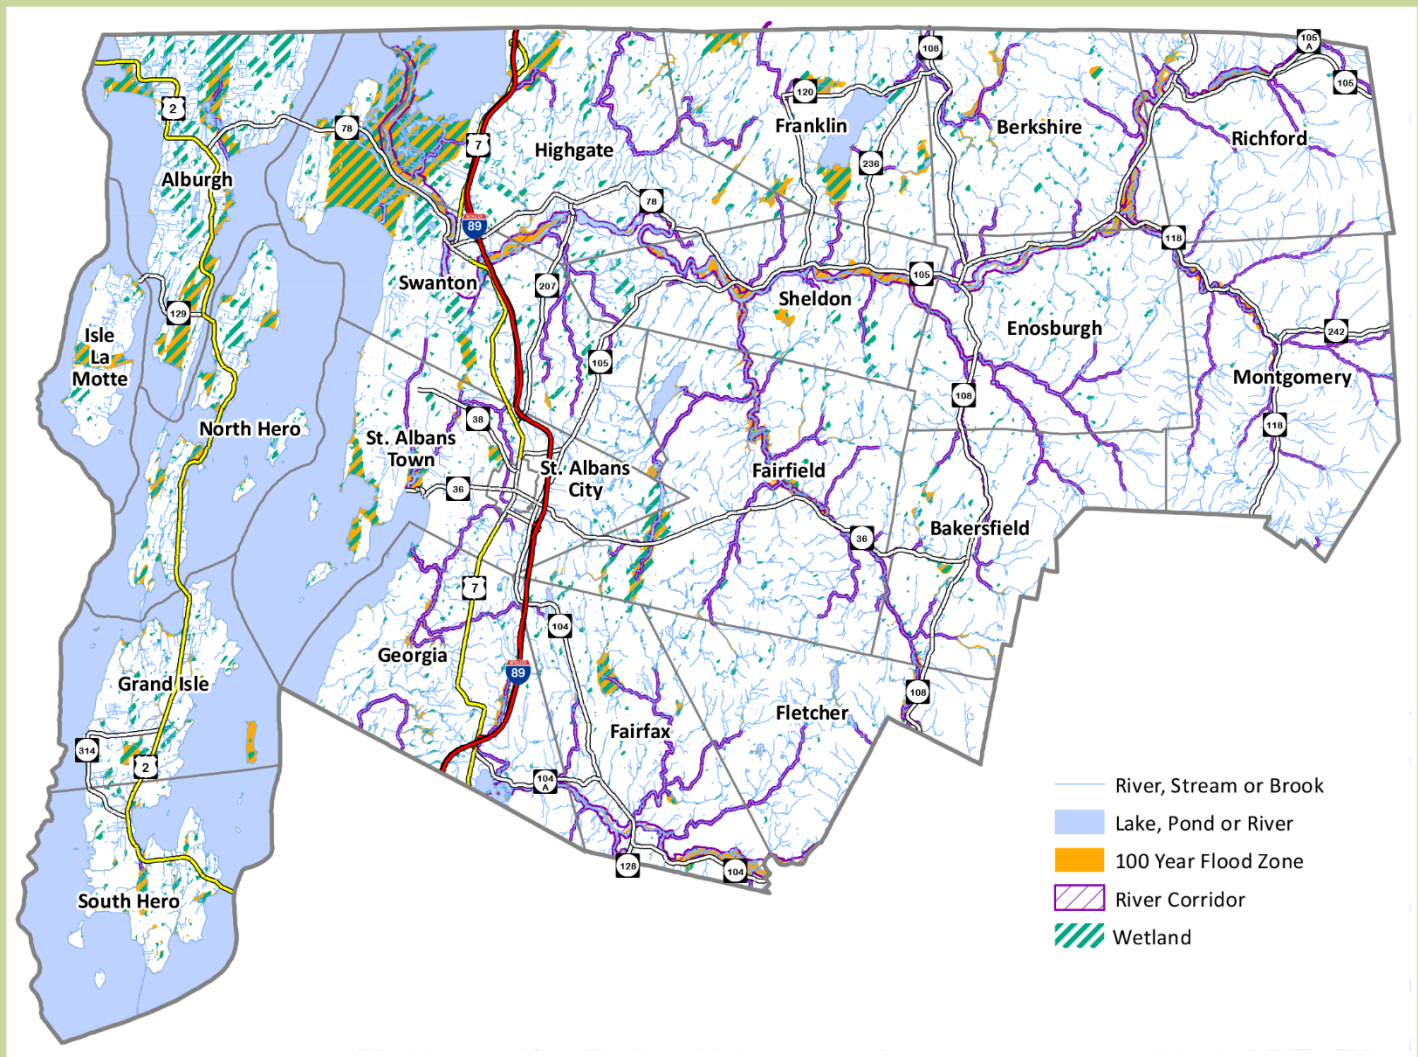 108
105
A
2
120
105
78
Franklin
Berkshire
7
Highgate
Richford
236
Alburgh
78
89
118
Swanton
105
207
Sheldon
129
Enosburgh
242
Isle
La
Motte
105
Montgomery
108
38
118
North Hero
St. Albans
Town
St. Albans
City
Fairfield
36
Bakersfield
36
7
104
Georgia
89
Grand Isle
108
Fletcher
Fairfax
314
2
104
A
River, Stream or Brook
Lake, Pond or River
100 Year Flood Zone
128
104
River Corridor
South Hero
Wetland